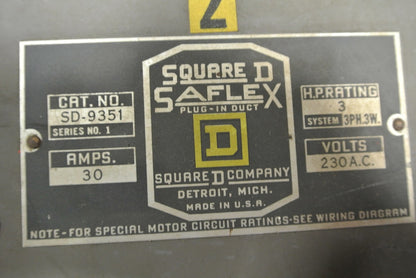 2
SQUARE D
SAFLEX
PLUG-IN DUCT
D
SQUARE D COMPANY
DETROIT, MICH.
MADE IN U.S.A.
CAT. NO.
SD-9351
SERIES NO. 1
AMPS.
30
H.P. RATING
3
SYSTEM 3PH.3W.
VOLTS
230 A.C.
NOTE-FOR SPECIAL MOTOR CIRCUIT RATINGS-SEE WIRING DIAGRAM